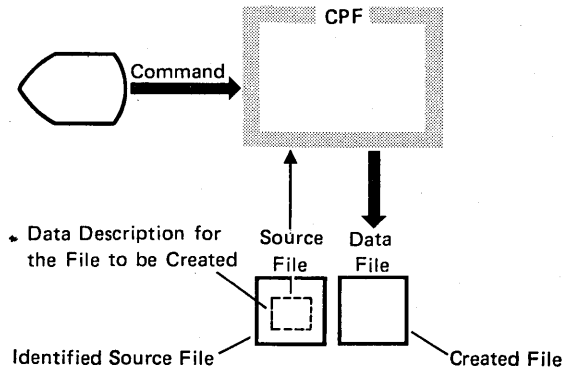 CPF
Command
Data Description for
the File to be Created
Source
File
Data
File
Identified Source File
Created File